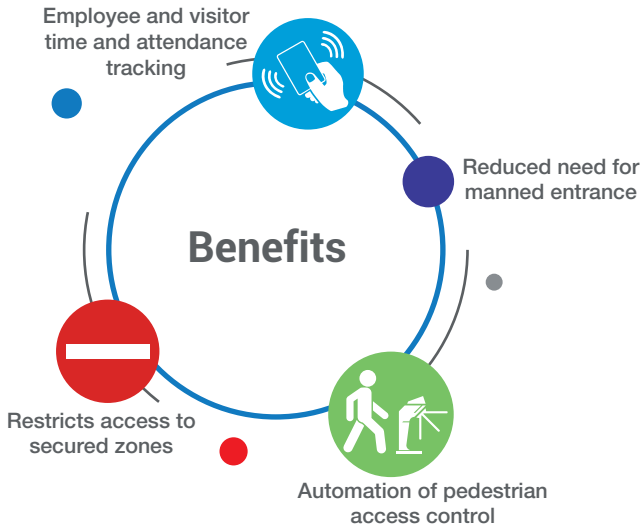 Employee and visitor
time and attendance
tracking
Reduced need for
manned entrance
Benefits
Restricts access to
secured zones
Automation of pedestrian
access control